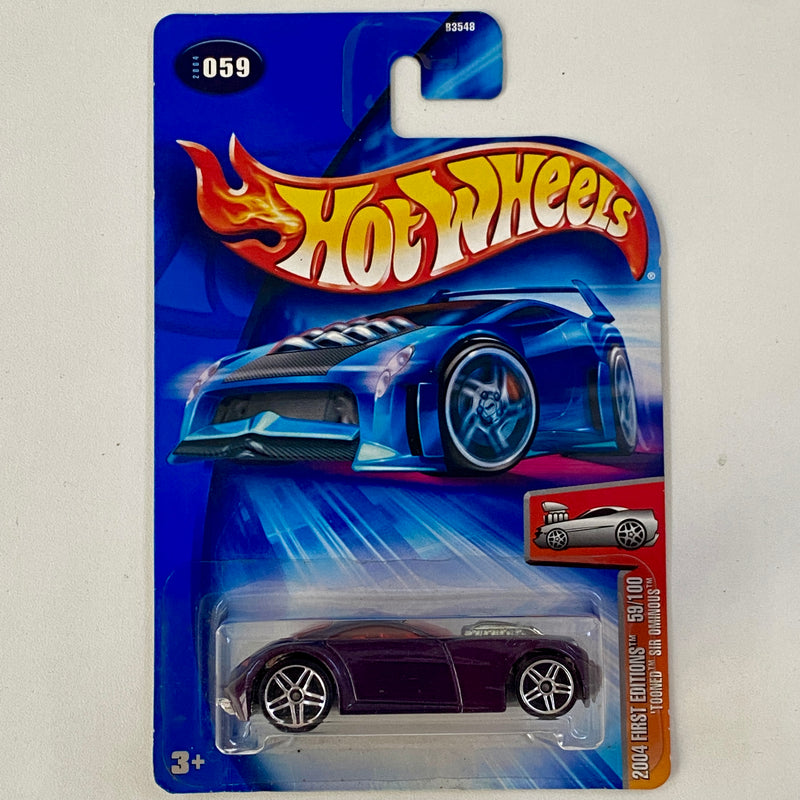 B3548
2004 059
HOT WHEELS®
2004 FIRST EDITIONS™ 59/100
'TOONED™ SIR OMINOUS™
3+